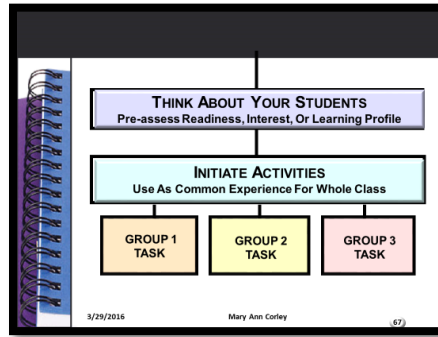 THINK ABOUT YOUR STUDENTS
Pre-assess Readiness, Interest, Or Learning Profile
INITIATE ACTIVITIES
Use As Common Experience For Whole Class
GROUP 1
TASK
GROUP 2
TASK
GROUP 3
TASK
3/29/2016
Mary Ann Corley
67